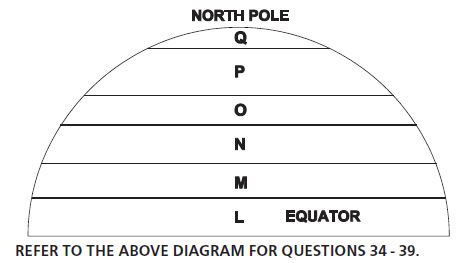 NORTH POLE
Q
P
O
N
M
L EQUATOR
REFER TO THE ABOVE DIAGRAM FOR QUESTIONS 34 - 39.